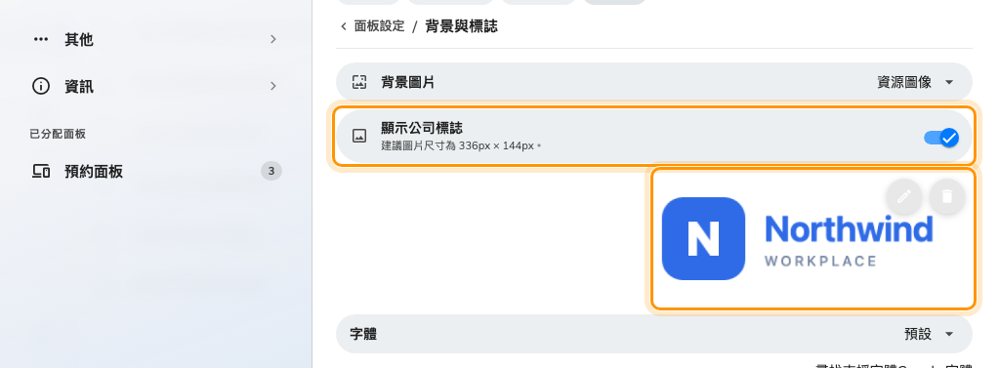 其他
資訊
已分配面板
預約面板
3
面板設定 / 背景與標誌
背景圖片
資源圖像
顯示公司標誌
建議圖片尺寸為 336px × 144px。
N
Northwind
WORKPLACE
字體
預設